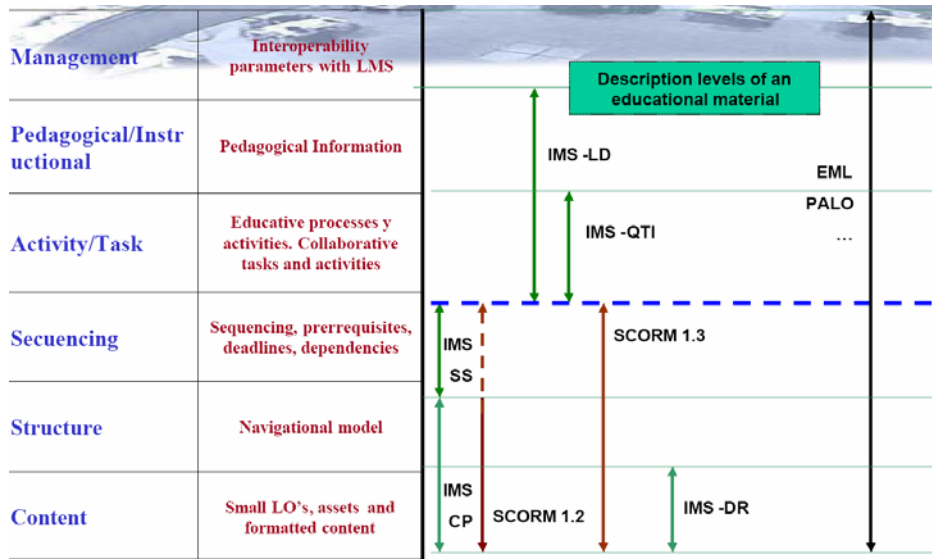 Management
Interoperability
parameters with LMS
Description levels of an
educational material
Pedagogical/Instr
uctional
Pedagogical Information
IMS -LD
EML
PALO
...
Activity/Task
Educative processes y
activities. Collaborative
tasks and activities
IMS -QTI
Secuencing
Sequencing, prerrequisites,
deadlines, dependencies
IMS
SS
SCORM 1.3
Structure
Navigational model
Content
Small LO's, assets and
formatted content
IMS
CP
SCORM 1.2
IMS -DR